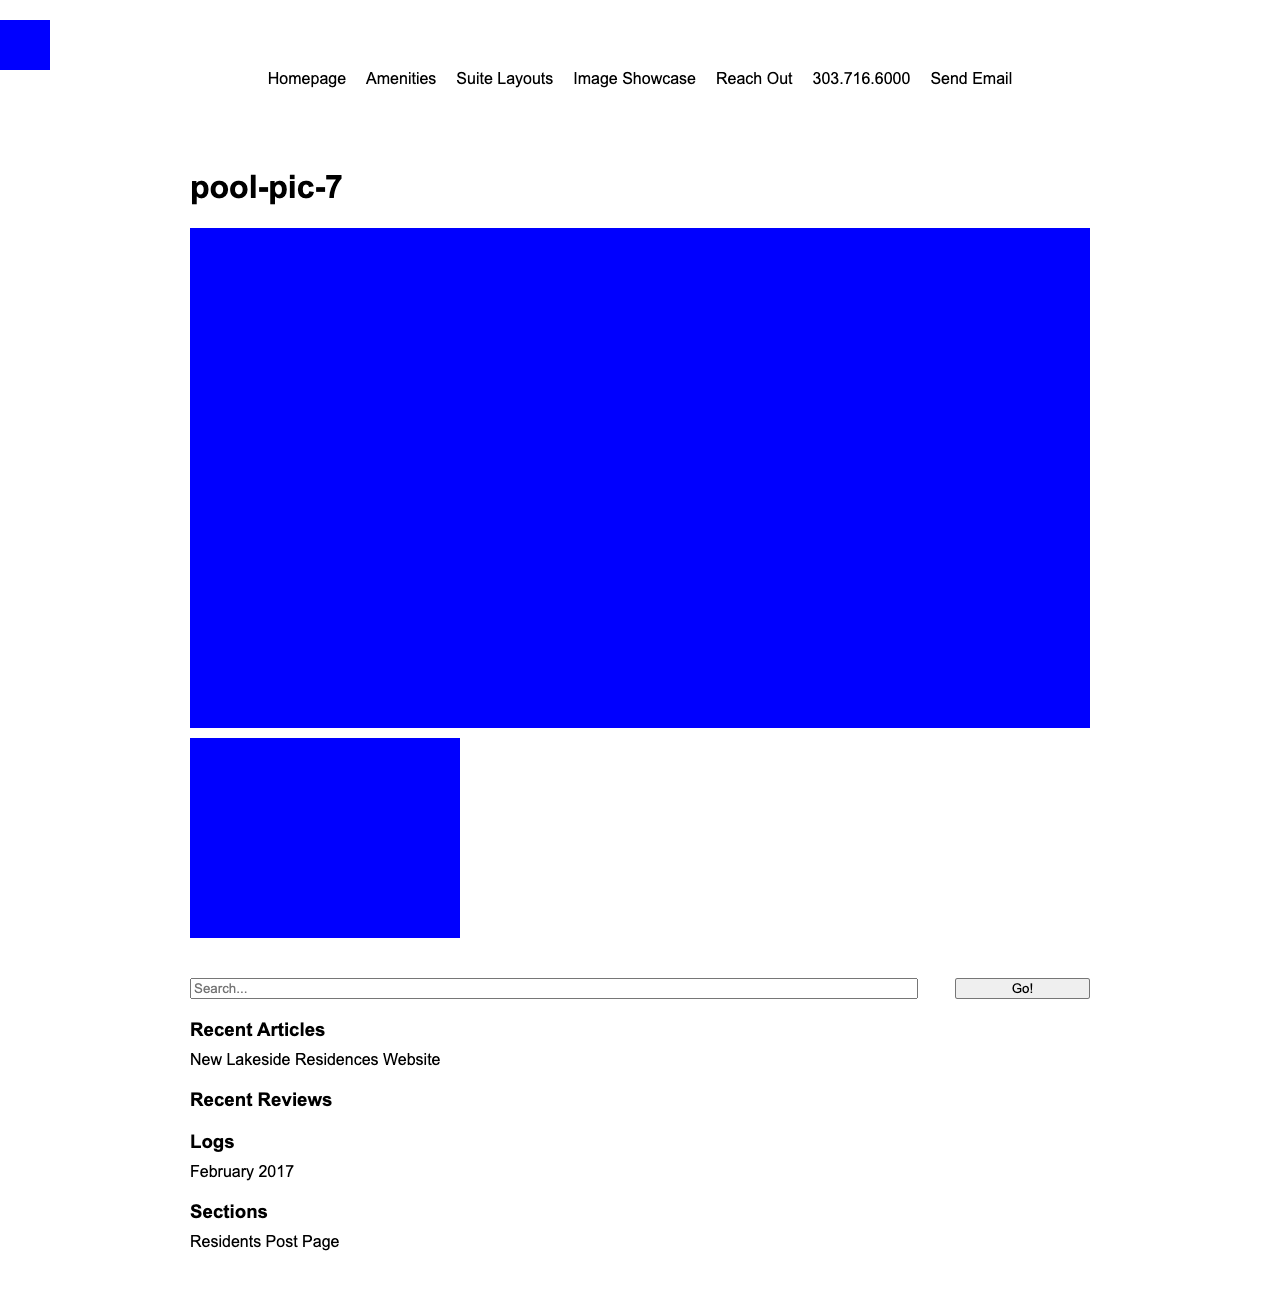 Homepage Amenities Suite Layouts Image Showcase Reach Out 303.716.6000 Send Email
pool-pic-7
Search... Go!
Recent Articles
New Lakeside Residences Website
Recent Reviews
Logs
February 2017
Sections
Residents Post Page